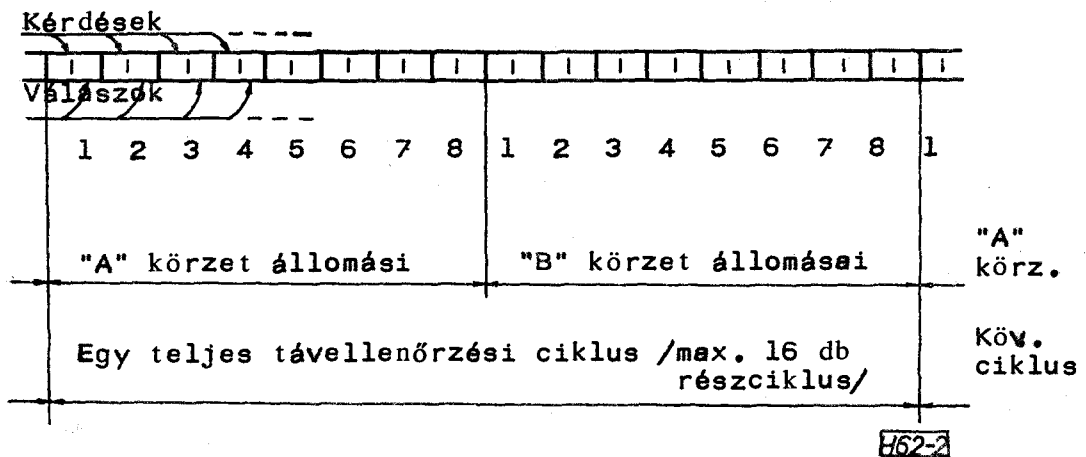 Kérdések
Válaszok
1 2 3 4 5 6 7 8 1 2 3 4 5 6 7 8 1
"A" körzet állomási
"B" körzet állomásai
"A"
körz.
Egy teljes távellenőrzési ciklus /max. 16 db
részciklus/
Köv.
ciklus
H62-2